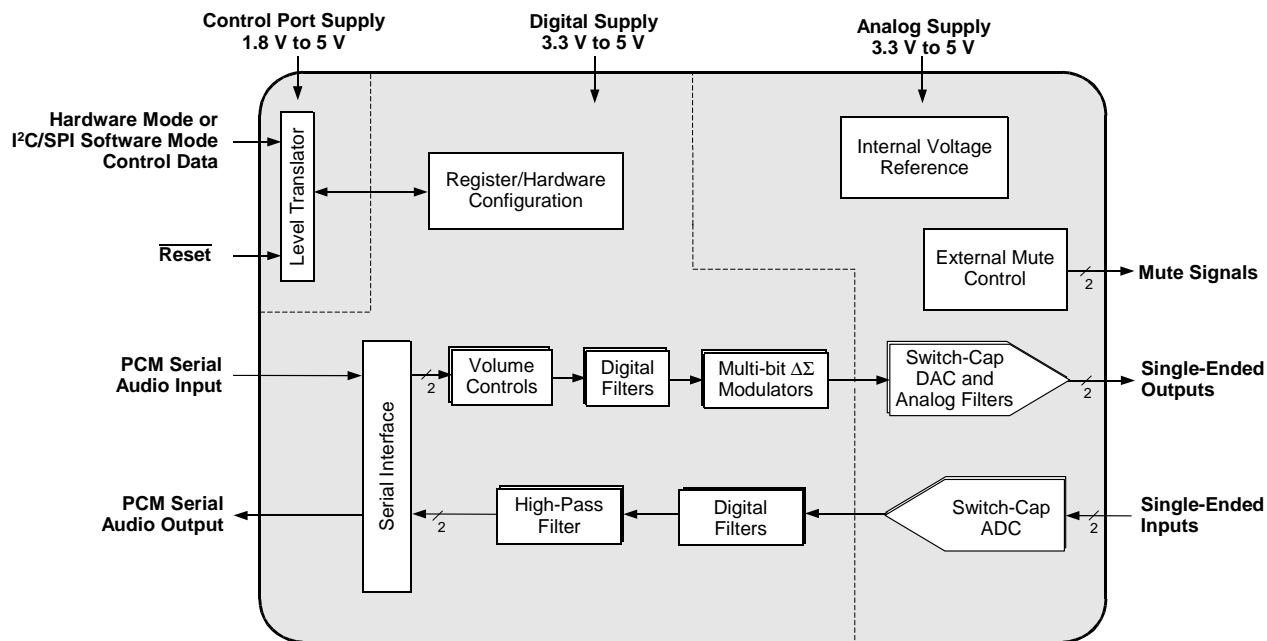 Control Port Supply
1.8 V to 5 V
Digital Supply
3.3 V to 5 V
Analog Supply
3.3 V to 5 V
Hardware Mode or
I²C/SPI Software Mode
Control Data
Reset
Level Translator
Register/Hardware
Configuration
Internal Voltage
Reference
External Mute
Control
2
Mute Signals
PCM Serial
Audio Input
Serial Interface
2
Volume
Controls
Digital
Filters
Multi-bit ΔΣ
Modulators
Switch-Cap
DAC and
Analog Filters
2
Single-Ended
Outputs
PCM Serial
Audio Output
2
High-Pass
Filter
Digital
Filters
Switch-Cap
ADC
2
Single-Ended
Inputs